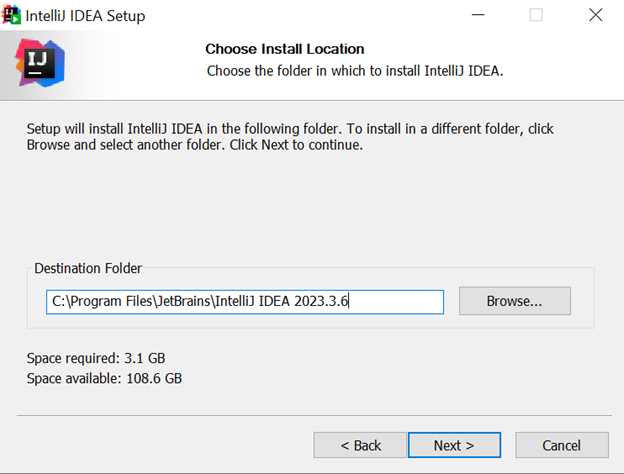 IntelliJ IDEA Setup
IJ
Choose Install Location
Choose the folder in which to install IntelliJ IDEA.
Setup will install IntelliJ IDEA in the following folder. To install in a different folder, click
Browse and select another folder. Click Next to continue.
Destination Folder
C:\Program Files\JetBrains\IntelliJ IDEA 2023.3.6
Browse...
Space required: 3.1 GB
Space available: 108.6 GB
< Back
Next >
Cancel